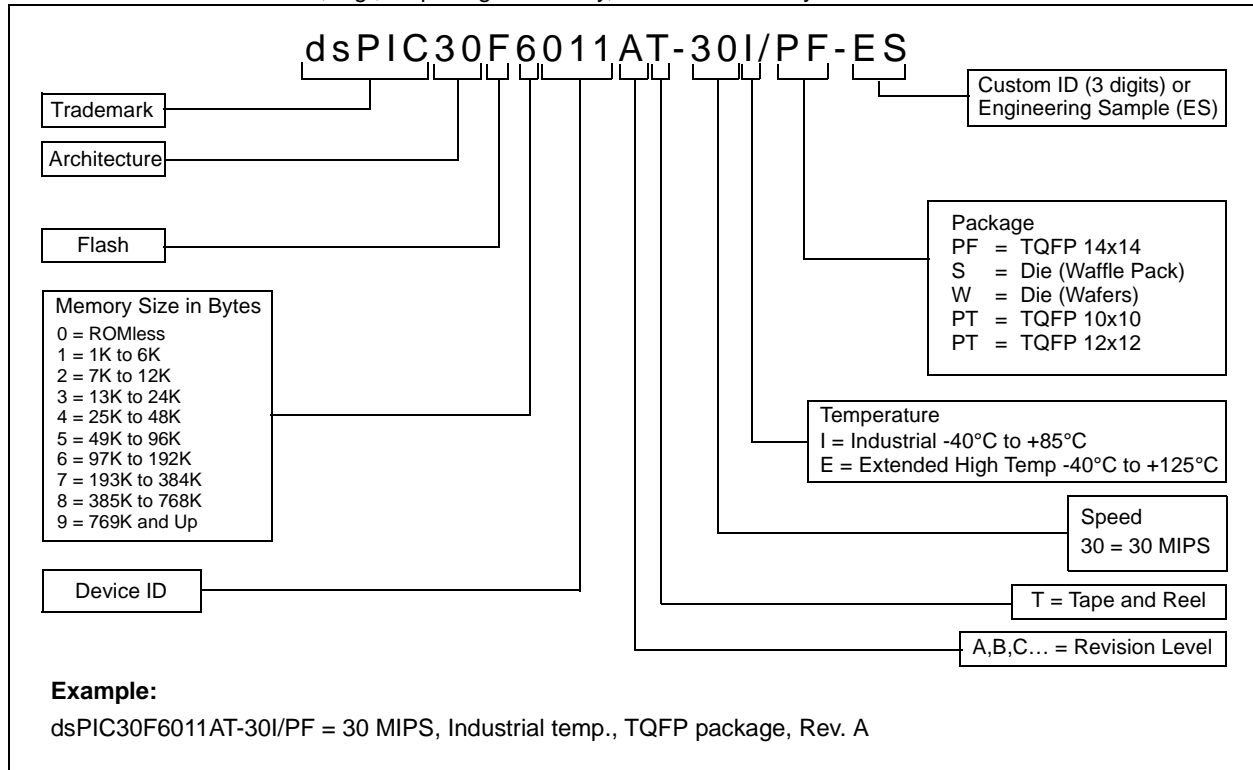 dsPIC30F6011AT-30I/PF-ES
Trademark
Architecture
Flash
Memory Size in Bytes
0 = ROMless
1 = 1K to 6K
2 = 7K to 12K
3 = 13K to 24K
4 = 25K to 48K
5 = 49K to 96K
6 = 97K to 192K
7 = 193K to 384K
8 = 385K to 768K
9 = 769K and Up
Device ID
Custom ID (3 digits) or
Engineering Sample (ES)
Package
PF = TQFP 14x14
S = Die (Waffle Pack)
W = Die (Wafers)
PT = TQFP 10x10
PT = TQFP 12x12
Temperature
I = Industrial -40°C to +85°C
E = Extended High Temp -40°C to +125°C
Speed
30 = 30 MIPS
T = Tape and Reel
A,B,C… = Revision Level
Example:
dsPIC30F6011AT-30I/PF = 30 MIPS, Industrial temp., TQFP package, Rev. A